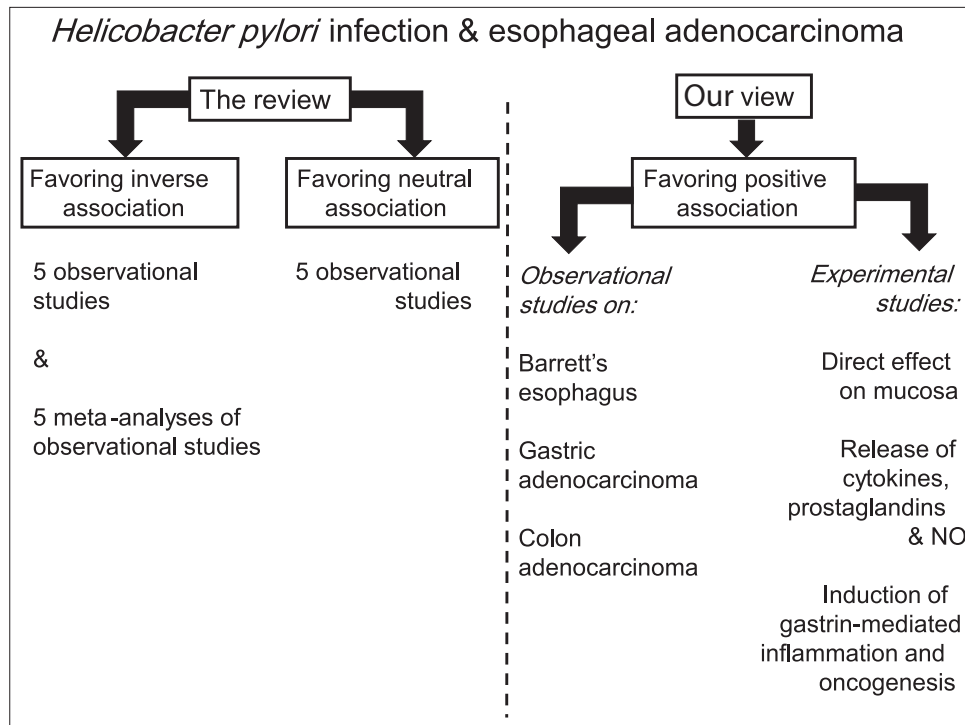 Helicobacter pylori infection & esophageal adenocarcinoma
The review
Favoring inverse
association
5 observational
studies
&
5 meta-analyses of
observational studies
Favoring neutral
association
5 observational
studies
Our view
Favoring positive
association
Observational
studies on:
Barrett's
esophagus
Gastric
adenocarcinoma
Colon
adenocarcinoma
Experimental
studies:
Direct effect
on mucosa
Release of
cytokines,
prostaglandins
& NO
Induction of
gastrin-mediated
inflammation and
oncogenesis